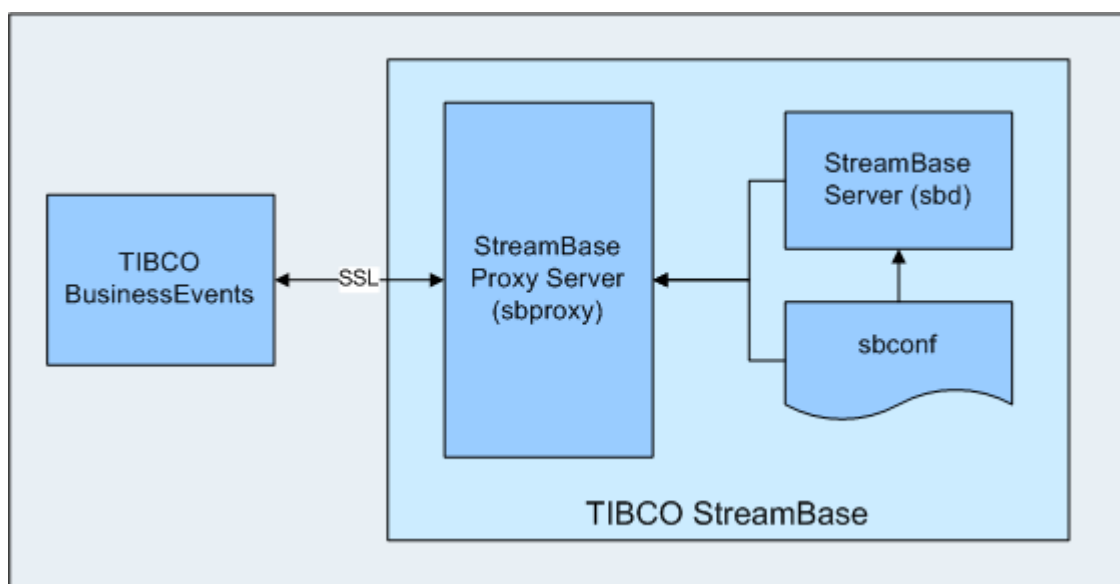 TIBCO
BusinessEvents
SSL
StreamBase
Proxy Server
(sbproxy)
StreamBase
Server (sbd)
sbconf
TIBCO StreamBase